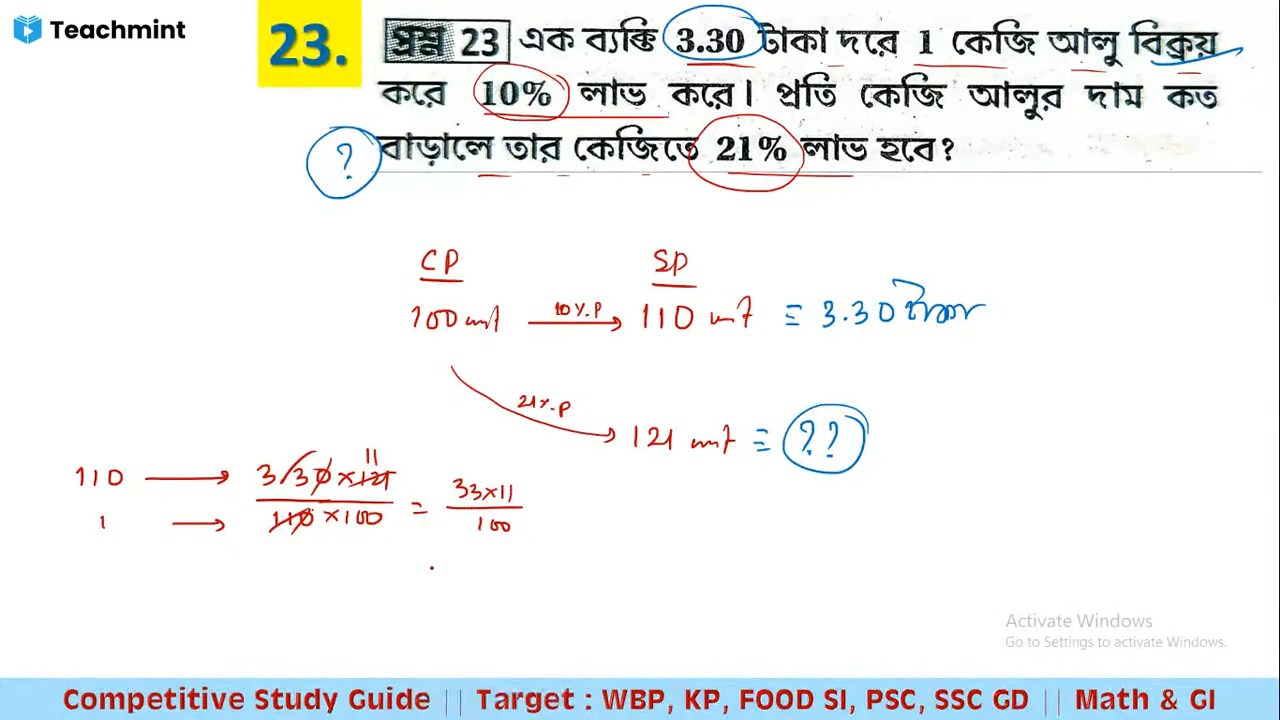 Teachmint
23.
প্রশ্ন 23 এক ব্যক্তি 3.30 টাকা দরে 1 কেজি আলু বিক্রয়
করে 10% লাভ করে। প্রতি কেজি আলুর দাম কত
? বাড়ালে তার কেজিতে 21% লাভ হবে?
CP SP
100 10%.P 110 ≡ 3.30 টাকা
21%.P
121 ≡ ??
110 → 3.30 × 121 11 = 33×11
1 → 110 × 100 100
Activate Windows
Go to Settings to activate Windows.
Competitive Study Guide || Target : WBP, KP, FOOD SI, PSC, SSC GD || Math & GI